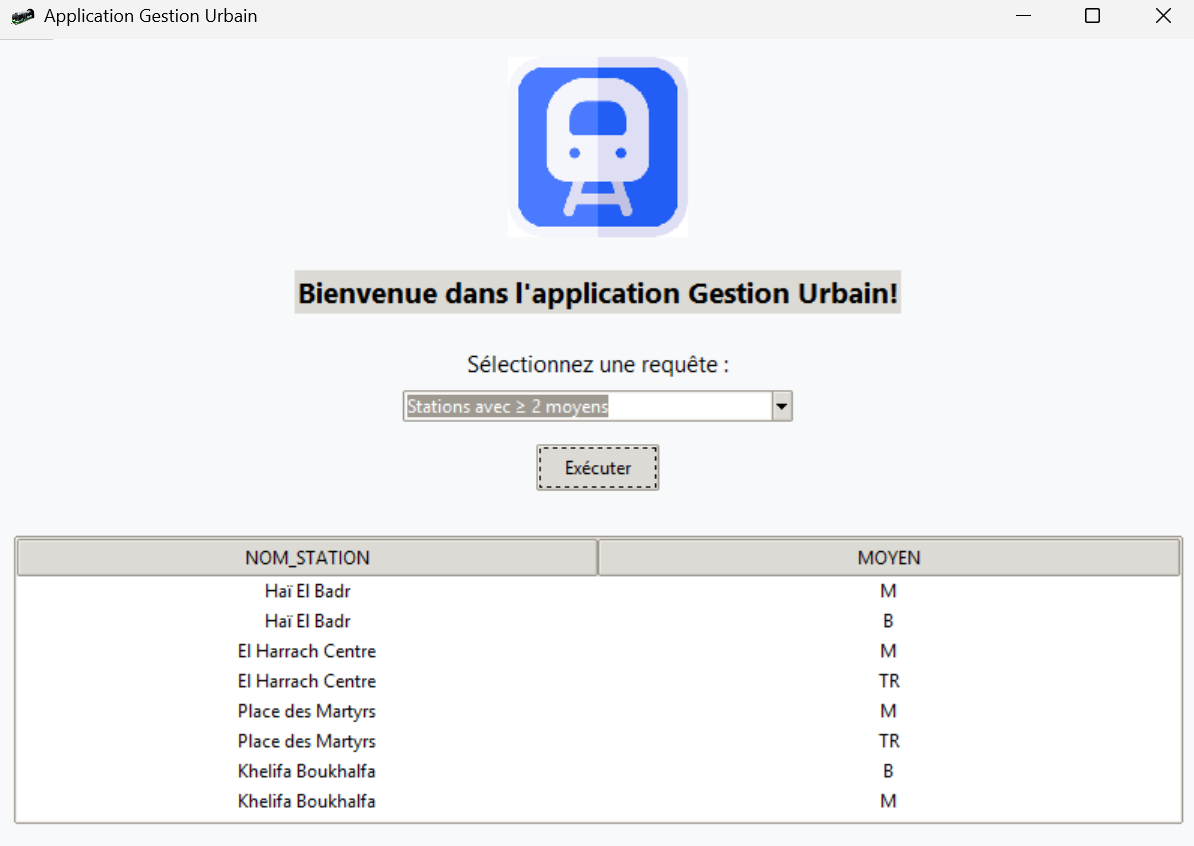 Application Gestion Urbain
Bienvenue dans l'application Gestion Urbain!
Sélectionnez une requête :
Stations avec ≥ 2 moyens
Exécuter
NOM_STATION MOYEN
Haï El Badr M
Haï El Badr B
El Harrach Centre M
El Harrach Centre TR
Place des Martyrs M
Place des Martyrs TR
Khelifa Boukhalfa B
Khelifa Boukhalfa M